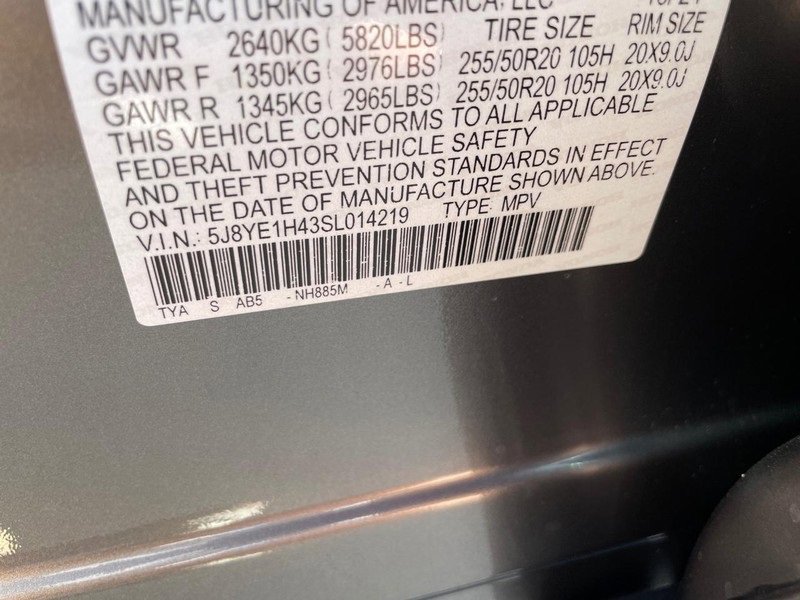 MANUFACTURING OF AMERICA, LLC
GVWR 2640KG ( 5820LBS) TIRE SIZE RIM SIZE
GAWR F 1350KG ( 2976LBS) 255/50R20 105H 20X9.0J
GAWR R 1345KG ( 2965LBS) 255/50R20 105H 20X9.0J
THIS VEHICLE CONFORMS TO ALL APPLICABLE
FEDERAL MOTOR VEHICLE SAFETY
AND THEFT PREVENTION STANDARDS IN EFFECT
ON THE DATE OF MANUFACTURE SHOWN ABOVE.
V.I.N.: 5J8YE1H43SL014219 TYPE: MPV
TYA S AB5 -NH885M -A -L